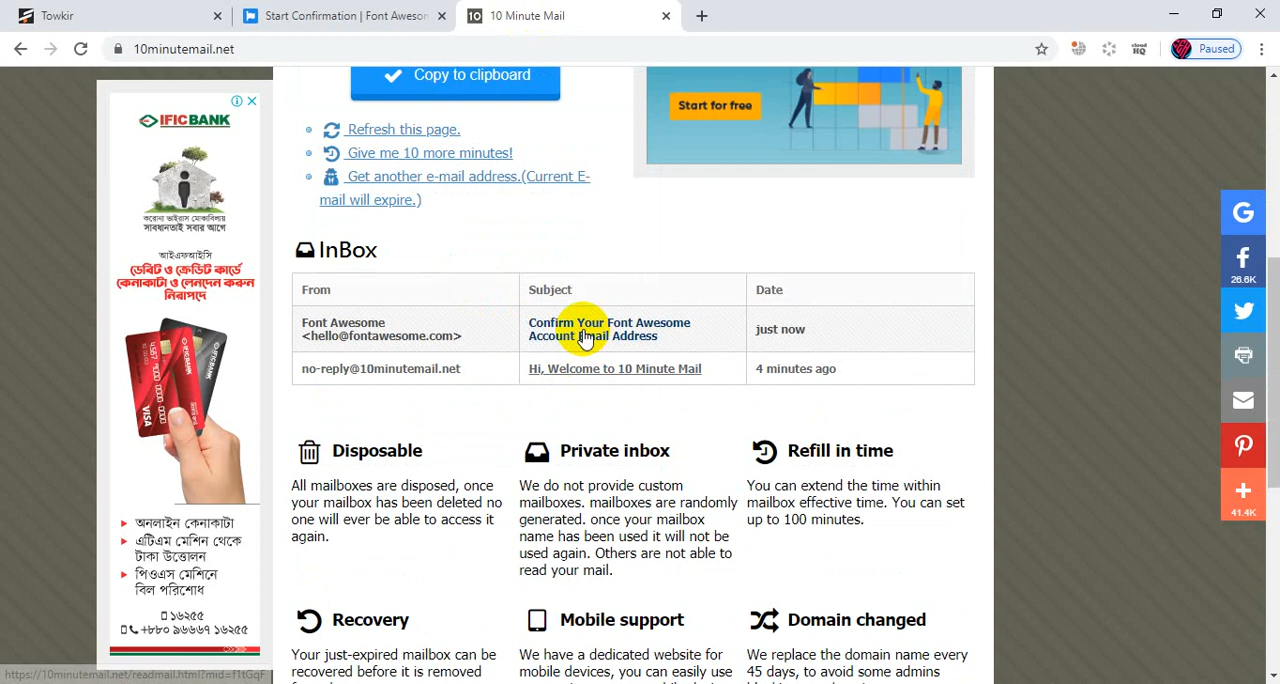 Towkir
Start Confirmation | Font Aweson
10 Minute Mail
10minutemail.net
Paused
IFIC BANK
করোনা ভাইরাস মোকাবিলায়
সাবধানতাই সবার আগে
আইএফআইসি
ডেবিট ও ক্রেডিট কার্ডে
কেনাকাটা ও লেনদেন করুন
নিরাপদে
VISA
অনলাইন কেনাকাটা
এটিএম মেশিন থেকে
টাকা উত্তোলন
পিওএস মেশিনে
বিল পরিশোধ
১৬২৫৫
+৮৮০ ৯৬৬৬৭ ১৬২৫৫
Copy to clipboard
Refresh this page.
Give me 10 more minutes!
Get another e-mail address.(Current E-
mail will expire.)
Start for free
InBox
From Subject Date
Font Awesome
<hello@fontawesome.com>
Confirm Your Font Awesome
Account Email Address
just now
no-reply@10minutemail.net Hi, Welcome to 10 Minute Mail 4 minutes ago
Disposable
All mailboxes are disposed, once
your mailbox has been deleted no
one will ever be able to access it
again.
Private inbox
We do not provide custom
mailboxes. mailboxes are randomly
generated. once your mailbox
name has been used it will not be
used again. Others are not able to
read your mail.
Refill in time
You can extend the time within
mailbox effective time. You can set
up to 100 minutes.
Recovery
Your just-expired mailbox can be
recovered before it is removed
Mobile support
We have a dedicated website for
mobile devices, you can easily use
Domain changed
We replace the domain name every
45 days, to avoid some admins
26.6K
41.4K
https://10minutemail.net/readmail.html?mid=f1tGqF